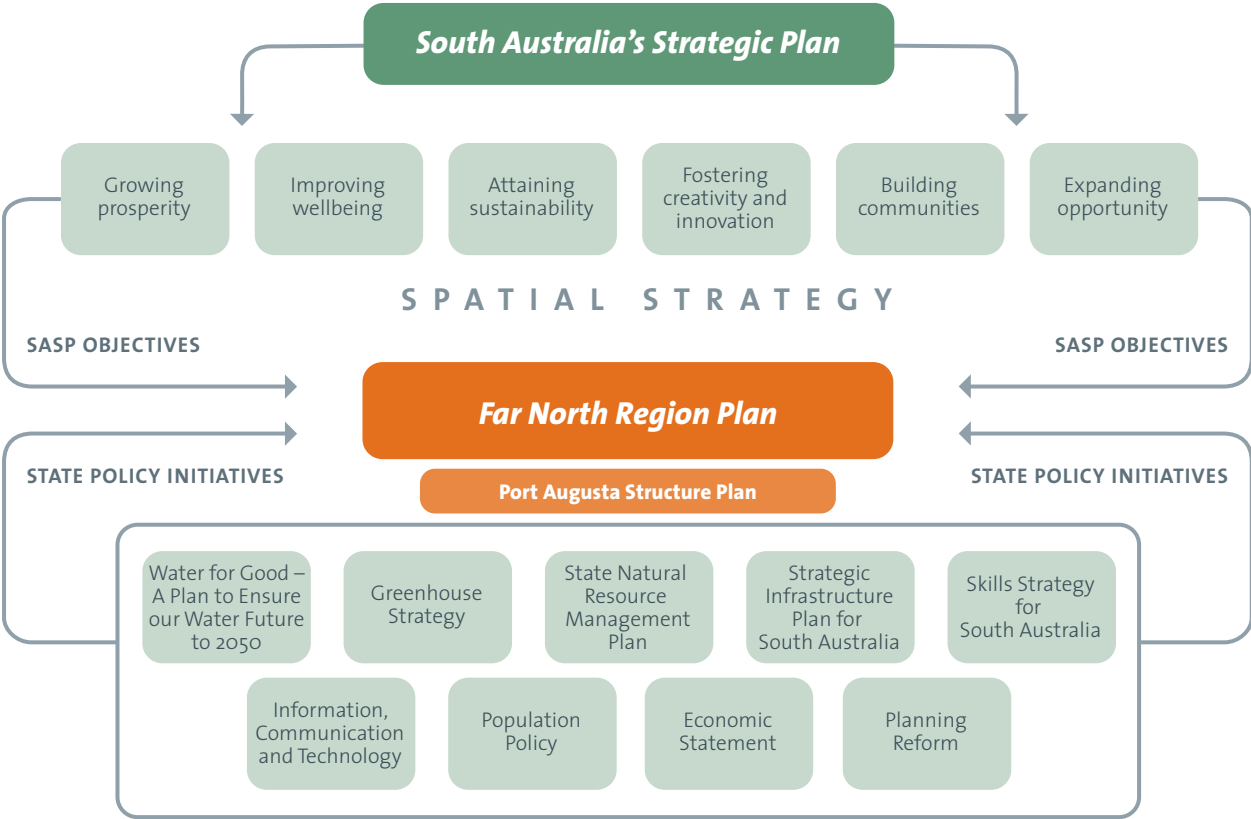 South Australia's Strategic Plan
Growing
prosperity
Improving
wellbeing
Attaining
sustainability
Fostering
creativity and
innovation
Building
communities
Expanding
opportunity
SPATIAL STRATEGY
SASP OBJECTIVES
SASP OBJECTIVES
Far North Region Plan
STATE POLICY INITIATIVES
STATE POLICY INITIATIVES
Port Augusta Structure Plan
Water for Good –
A Plan to Ensure
our Water Future
to 2050
Greenhouse
Strategy
State Natural
Resource
Management
Plan
Strategic
Infrastructure
Plan for
South Australia
Skills Strategy
for
South Australia
Information,
Communication
and Technology
Population
Policy
Economic
Statement
Planning
Reform